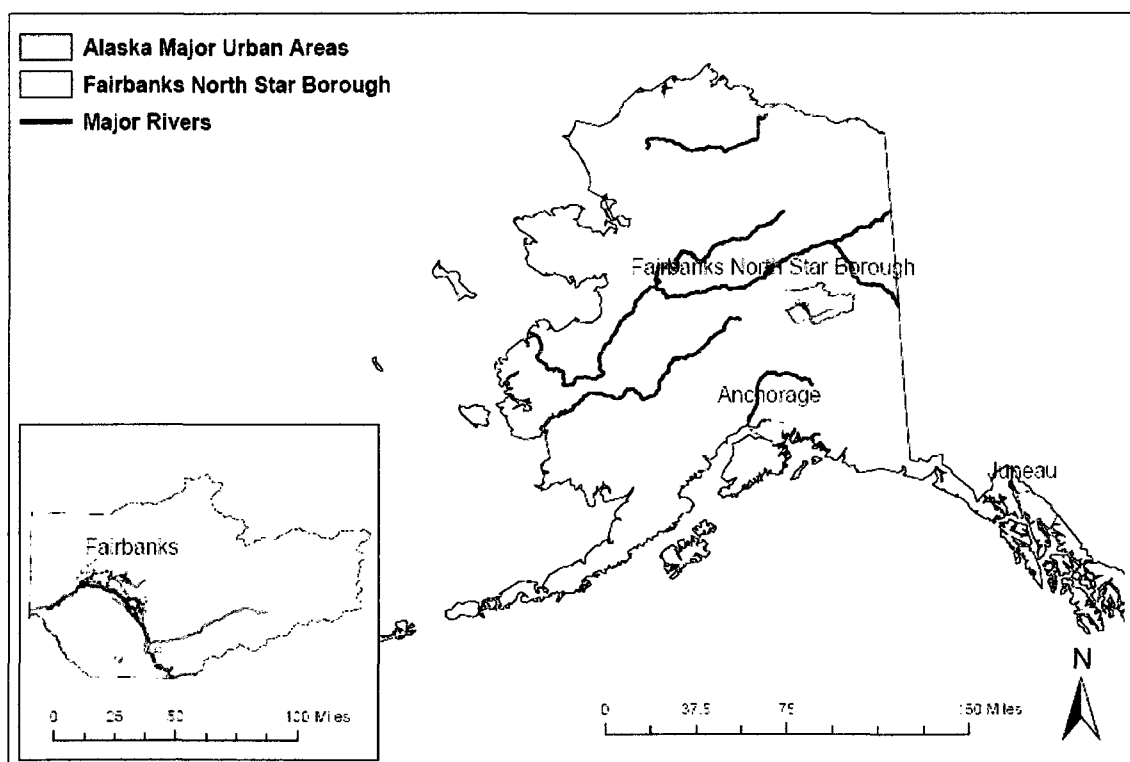 Alaska Major Urban Areas
Fairbanks North Star Borough
Major Rivers
Fairbanks North Star Borough
Anchorage
Juneau
Fairbanks
N
0 25 50 100 Miles
0 37.5 75 150 Miles